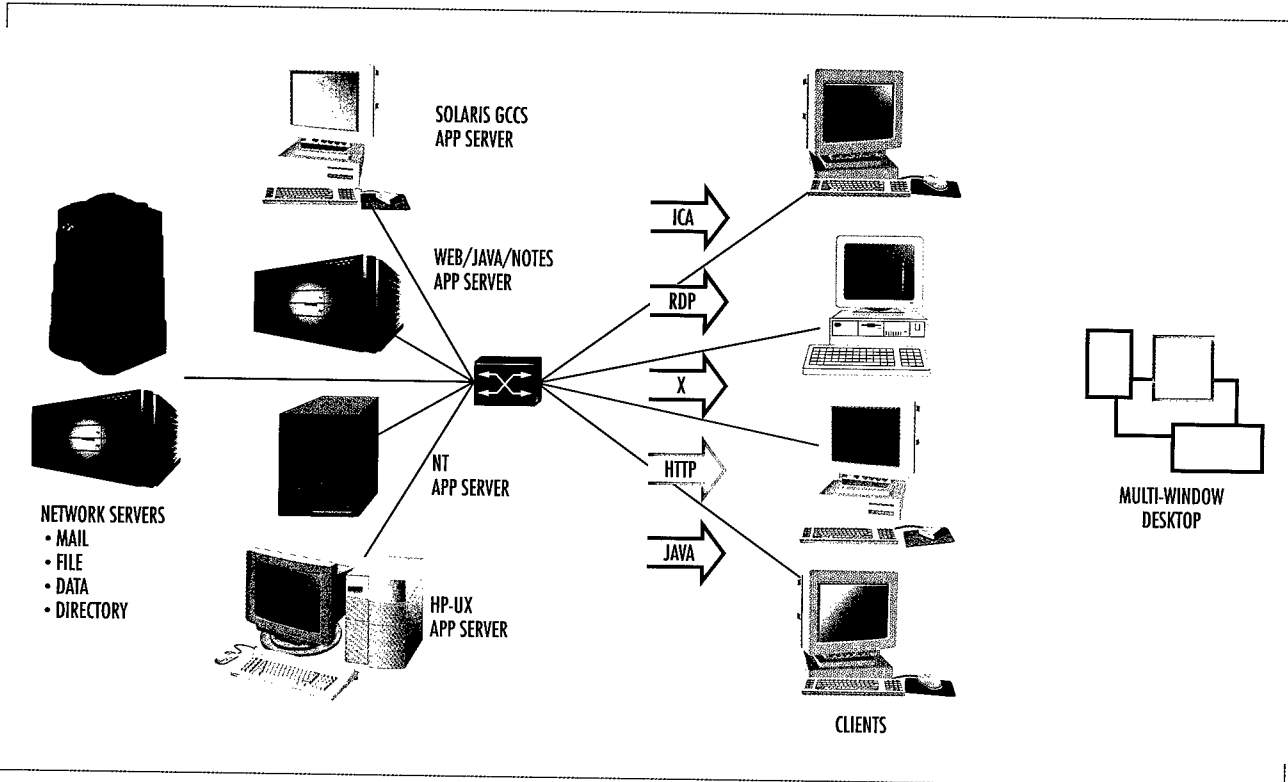 SOLARIS GCCS
APP SERVER
WEB/JAVA/NOTES
APP SERVER
NT
APP SERVER
HP-UX
APP SERVER
NETWORK SERVERS
• MAIL
• FILE
• DATA
• DIRECTORY
ICA
RDP
X
HTTP
JAVA
CLIENTS
MULTI-WINDOW
DESKTOP